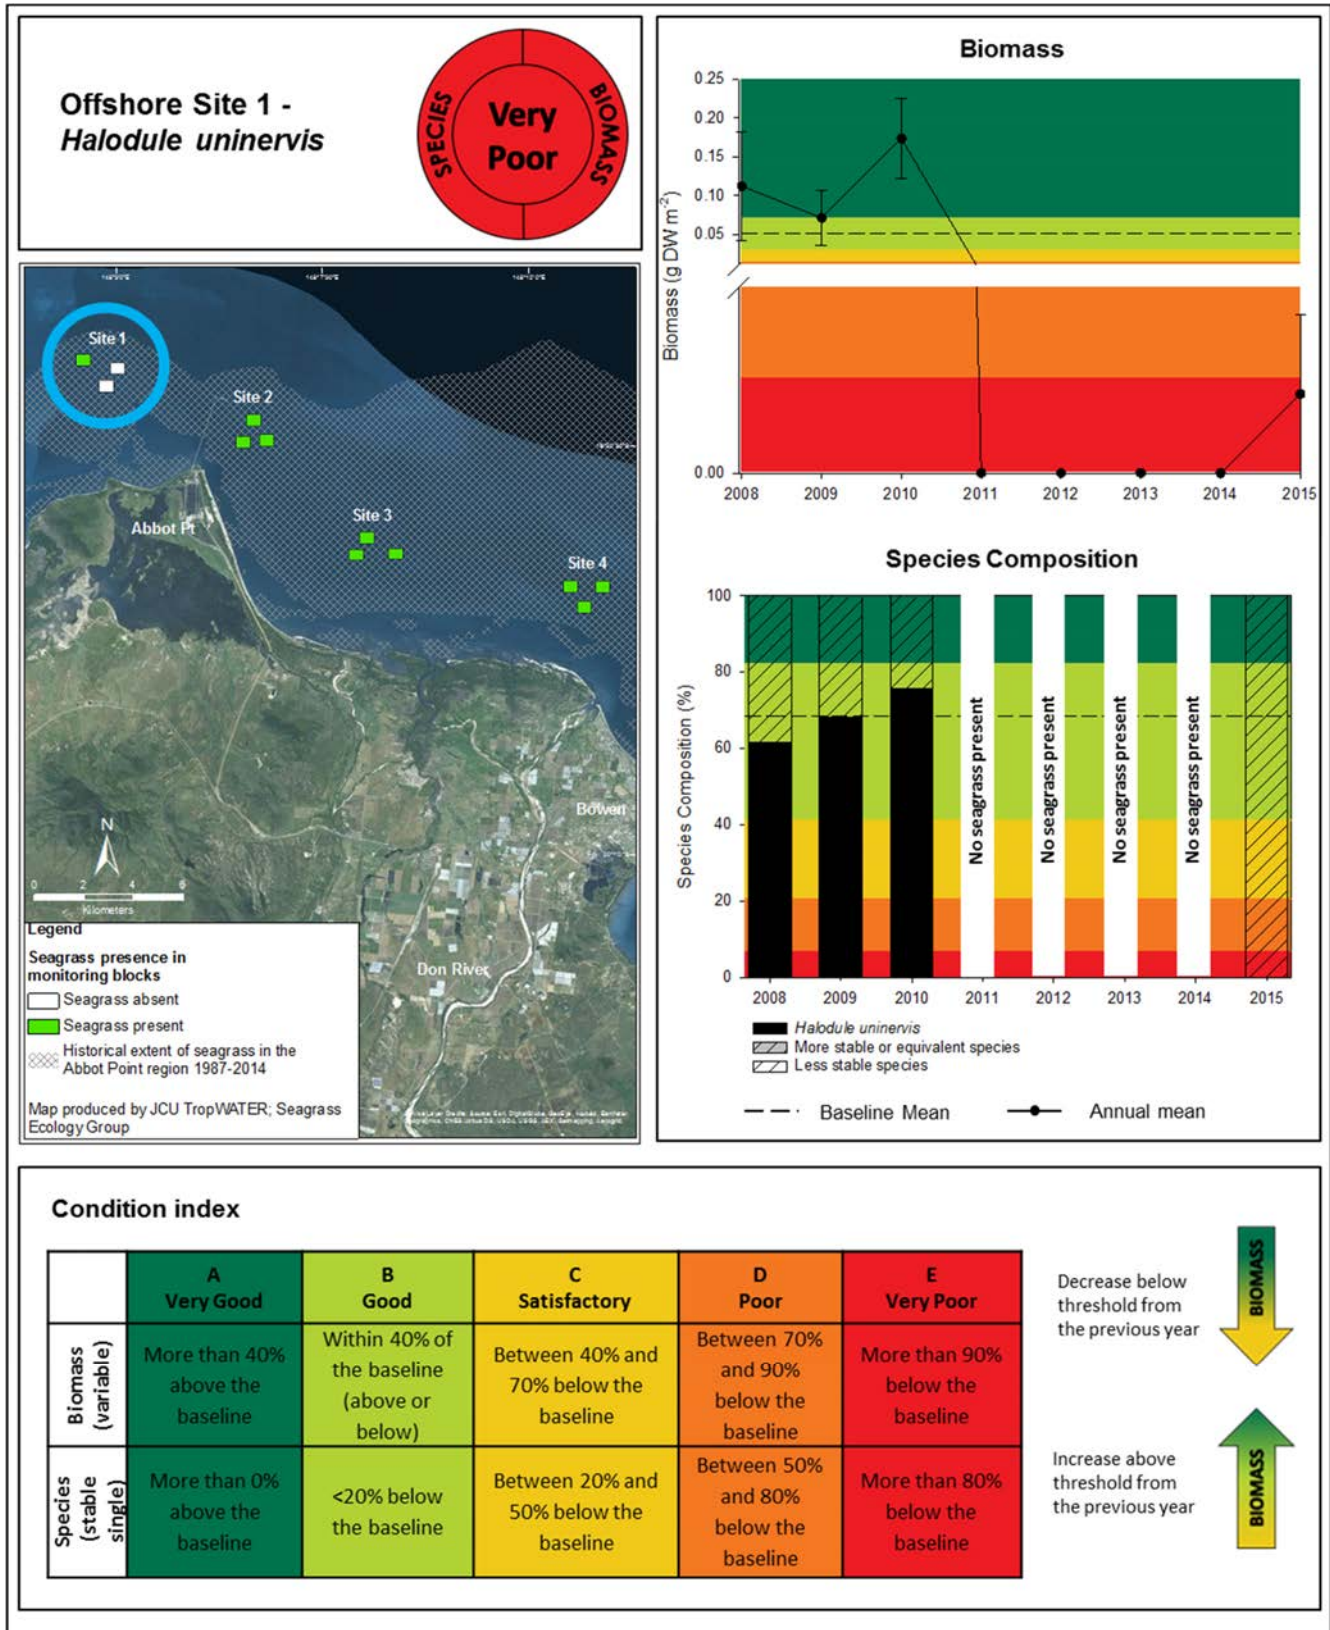 Offshore Site 1 -
Halodule uninervis
SPECIES
Very
Poor
BIOMASS
Site 1
Site 2
Site 3
Site 4
Abbot Pt
Bowen
Don River
N
0 2 4 6
Kilometers
Legend
Seagrass presence in
monitoring blocks
Seagrass absent
Seagrass present
Historical extent of seagrass in the
Abbot Point region 1987-2014
Map produced by JCU TropWATER; Seagrass
Ecology Group
Biomass
Biomass (g DW m-2)
0.25
0.20
0.15
0.10
0.05
0.00
2008 2009 2010 2011 2012 2013 2014 2015
Species Composition
Species Composition (%)
100
80
60
40
20
0
No seagrass present
No seagrass present
No seagrass present
No seagrass present
2008 2009 2010 2011 2012 2013 2014 2015
Halodule uninervis
More stable or equivalent species
Less stable species
Baseline Mean
Annual mean
Condition index
A
Very Good
B
Good
C
Satisfactory
D
Poor
E
Very Poor
Biomass
(variable)
More than 40%
above the
baseline
Within 40% of
the baseline
(above or
below)
Between 40% and
70% below the
baseline
Between 70%
and 90%
below the
baseline
More than 90%
below the
baseline
Species
(stable
single)
More than 0%
above the
baseline
<20% below
the baseline
Between 20% and
50% below the
baseline
Between 50%
and 80%
below the
baseline
More than 80%
below the
baseline
Decrease below
threshold from
the previous year
BIOMASS
Increase above
threshold from
the previous year
BIOMASS